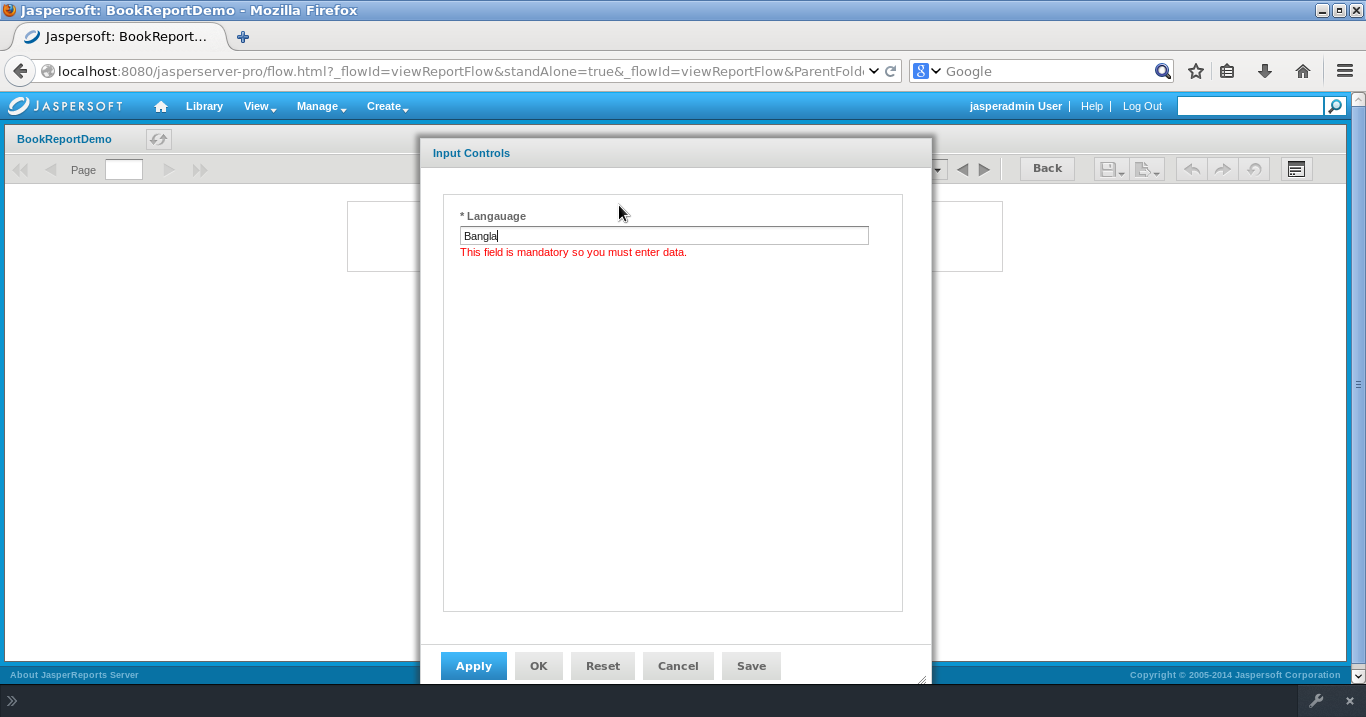 Jaspersoft: BookReportDemo - Mozilla Firefox
Jaspersoft: BookReport...
localhost:8080/jasperserver-pro/flow.html?_flowId=viewReportFlow&standAlone=true&_flowId=viewReportFlow&ParentFolde
Google
JASPERSOFT Library View Manage Create jasperadmin User | Help | Log Out
BookReportDemo
Page
Back
Input Controls
* Langauage
Bangla
This field is mandatory so you must enter data.
Apply OK Reset Cancel Save
About JasperReports Server
Copyright © 2005-2014 Jaspersoft Corporation